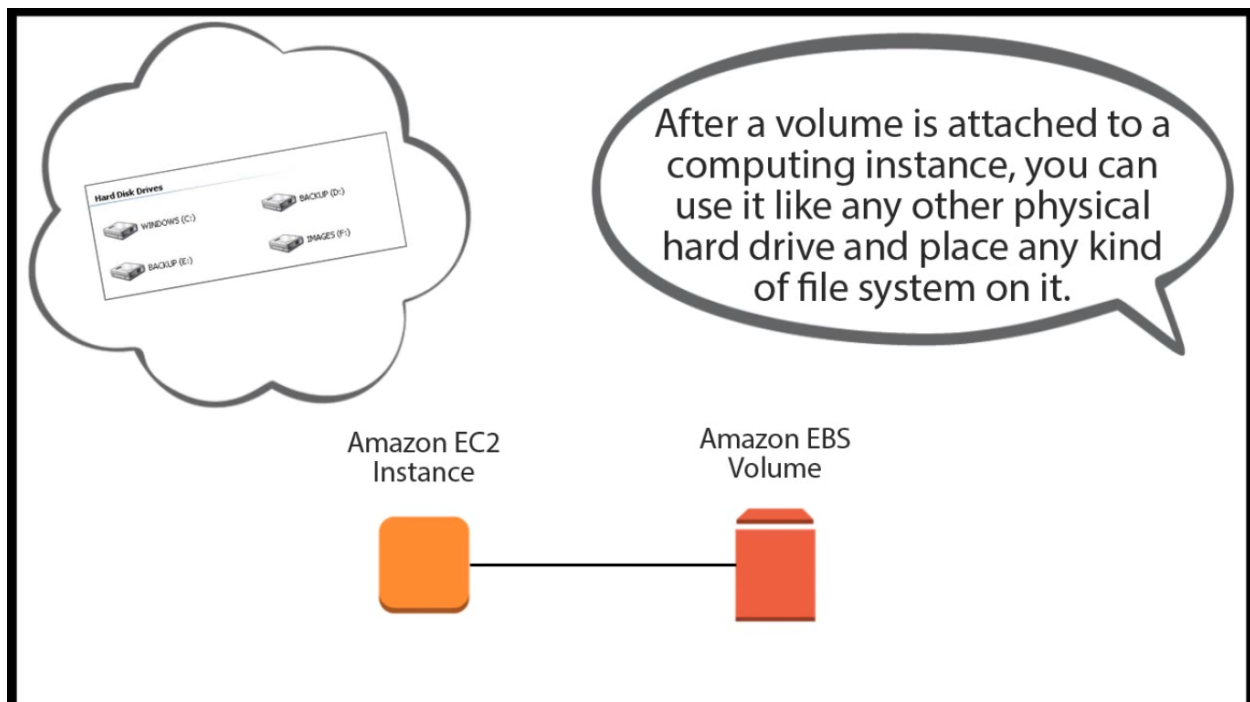 Hard Disk Drives
WINDOWS (C:)
BACKUP (D:)
BACKUP (E:)
IMAGES (F:)
After a volume is attached to a
computing instance, you can
use it like any other physical
hard drive and place any kind
of file system on it.
Amazon EC2
Instance
Amazon EBS
Volume